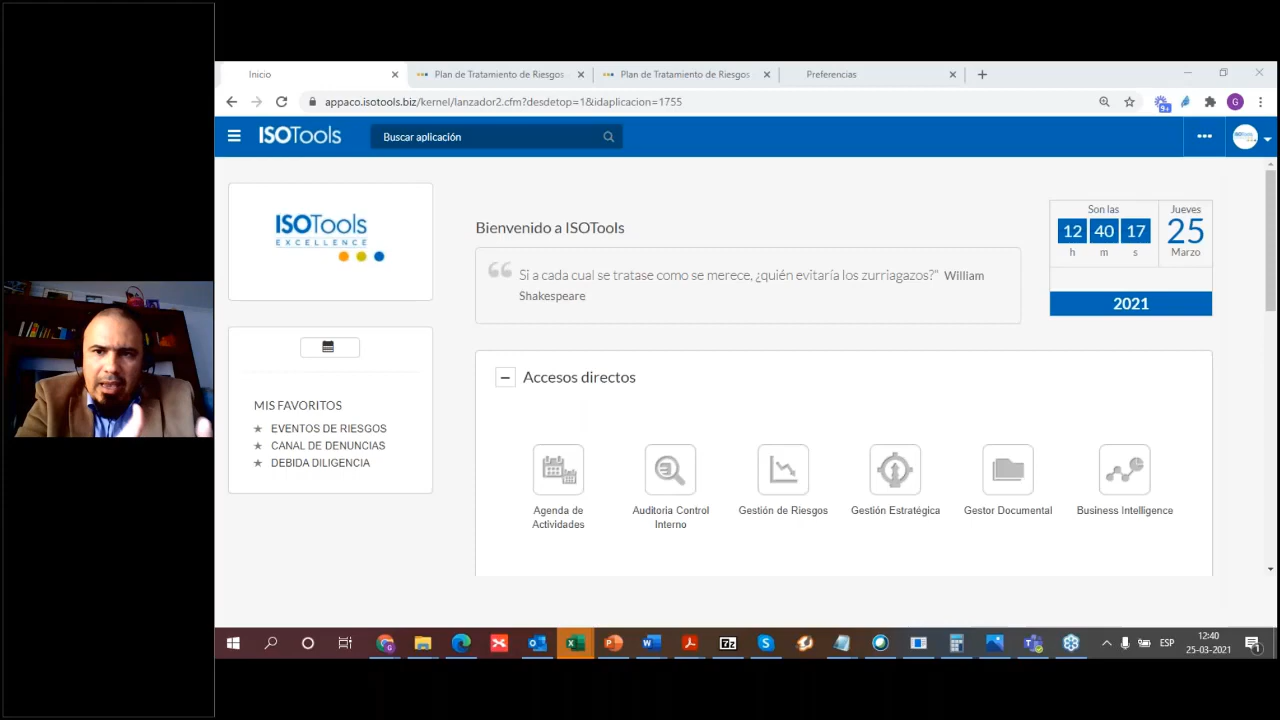 Inicio
Plan de Tratamiento de Riesgos
Plan de Tratamiento de Riesgos
Preferencias
appaco.isotools.biz/kernel/lanzador2.cfm?desdetop=1&idaplicacion=1755
G
ISOTools
Buscar aplicación
ISOTools
EXCELLENCE
Bienvenido a ISOTools
Si a cada cual se tratase como se merece, ¿quién evitaría los zurriagazos?" William
Shakespeare
Son las
12 40 17
h m s
Jueves
25
Marzo
2021
MIS FAVORITOS
EVENTOS DE RIESGOS
CANAL DE DENUNCIAS
DEBIDA DILIGENCIA
Accesos directos
Agenda de
Actividades
Auditoria Control
Interno
Gestión de Riesgos
Gestión Estratégica
Gestor Documental
Business Intelligence
ESP
12:40
25-03-2021